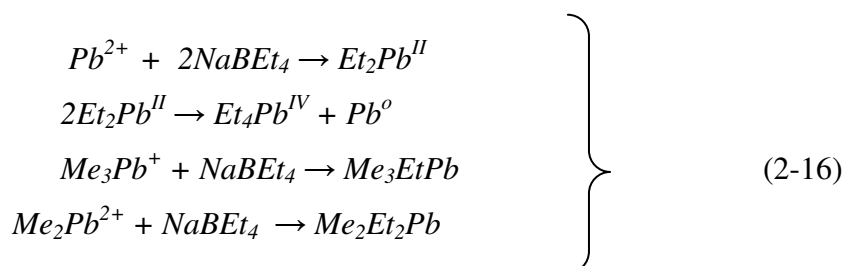 Pb²⁺ + 2NaBEt₄ → Et₂Pbᴵᴵ
2Et₂Pbᴵᴵ → Et₄Pbᴵⱽ + Pbᵒ
Me₃Pb⁺ + NaBEt₄ → Me₃EtPb (2-16)
Me₂Pb²⁺ + NaBEt₄ → Me₂Et₂Pb